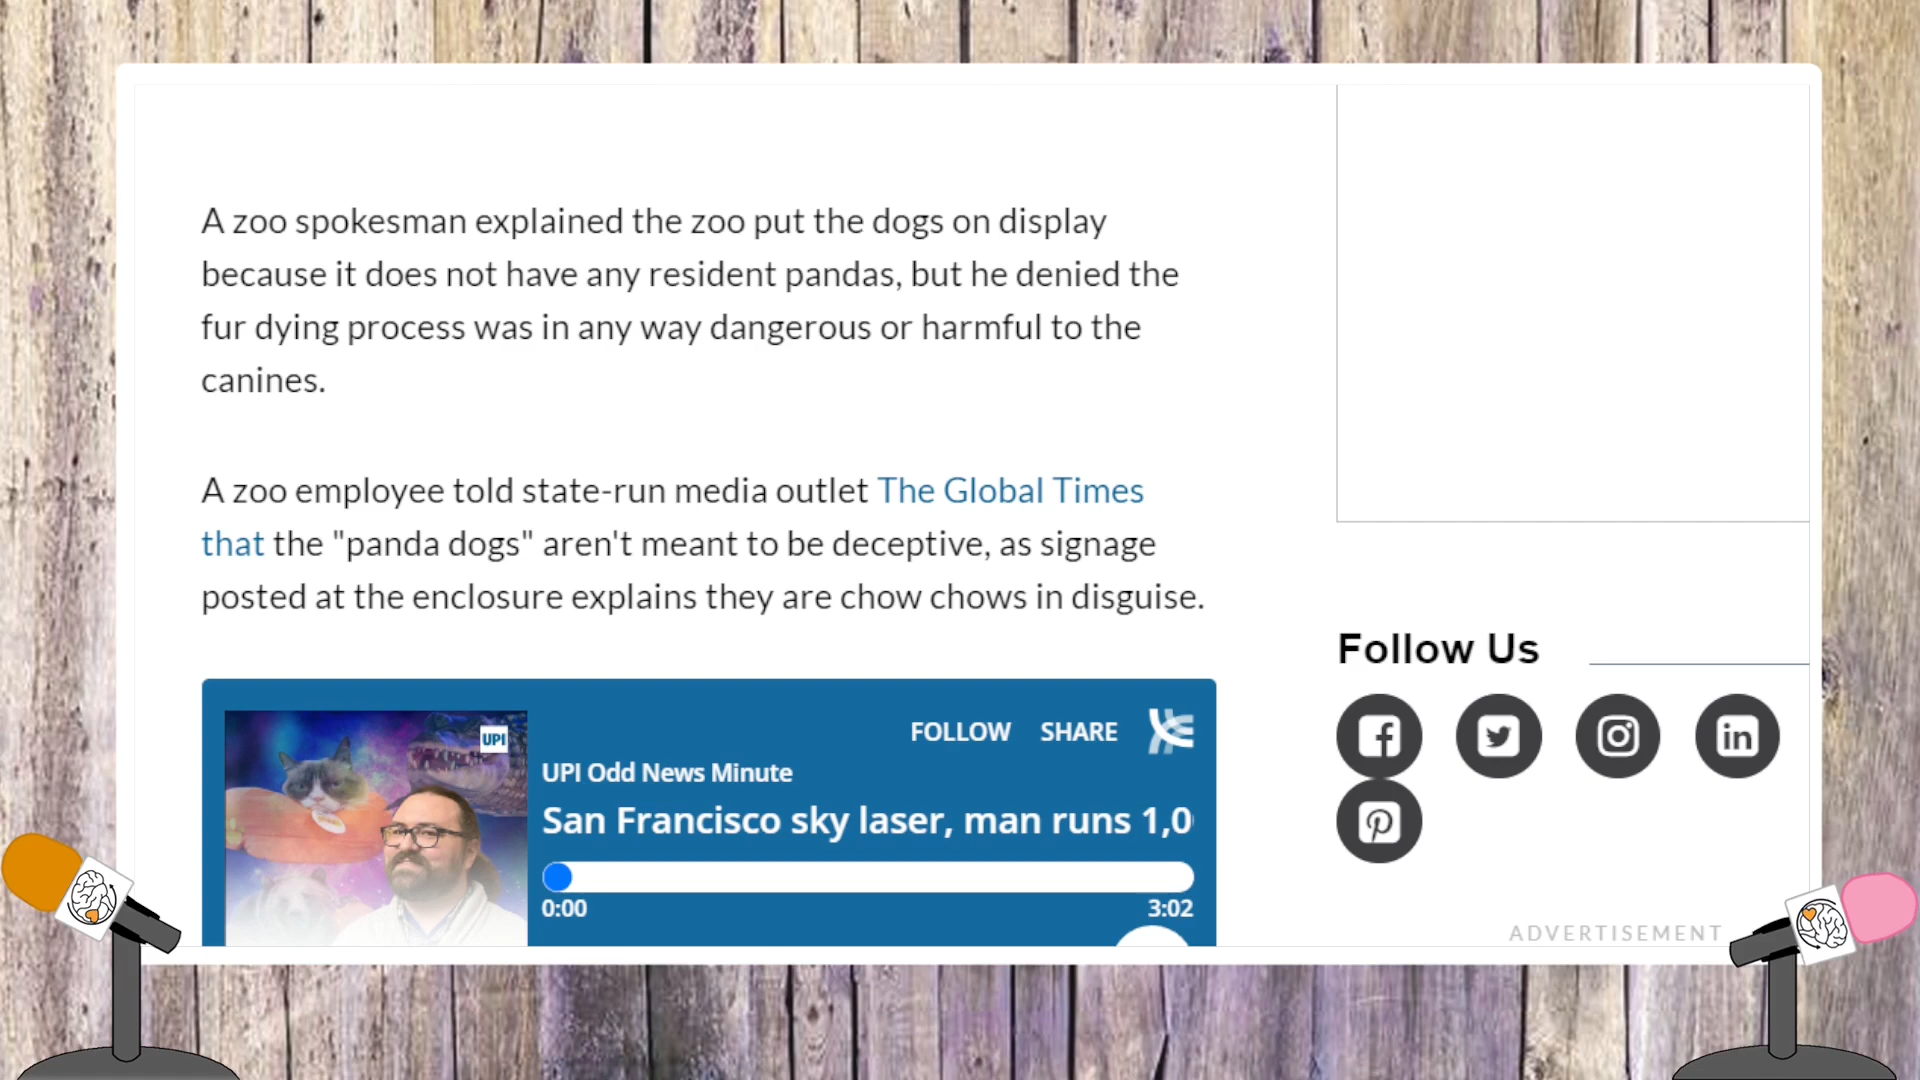 A zoo spokesman explained the zoo put the dogs on display
because it does not have any resident pandas, but he denied the
fur dying process was in any way dangerous or harmful to the
canines.
A zoo employee told state-run media outlet The Global Times
that the "panda dogs" aren't meant to be deceptive, as signage
posted at the enclosure explains they are chow chows in disguise.
UPI
FOLLOW SHARE
UPI Odd News Minute
San Francisco sky laser, man runs 1,0
0:00 3:02
Follow Us
ADVERTISEMENT